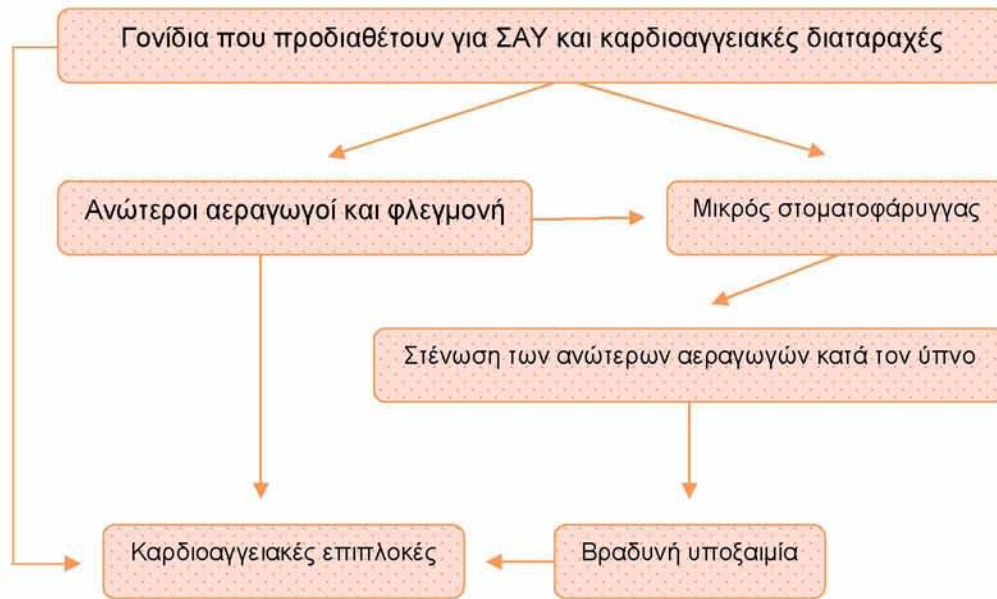 Γονίδια που προδιαθέτουν για ΣΑΥ και καρδιοαγγειακές διαταραχές
Ανώτεροι αεραγωγοί και φλεγμονή
Μικρός στοματοφάρυγγας
Στένωση των ανώτερων αεραγωγών κατά τον ύπνο
Καρδιοαγγειακές επιπλοκές
Βραδυνή υποξαιμία